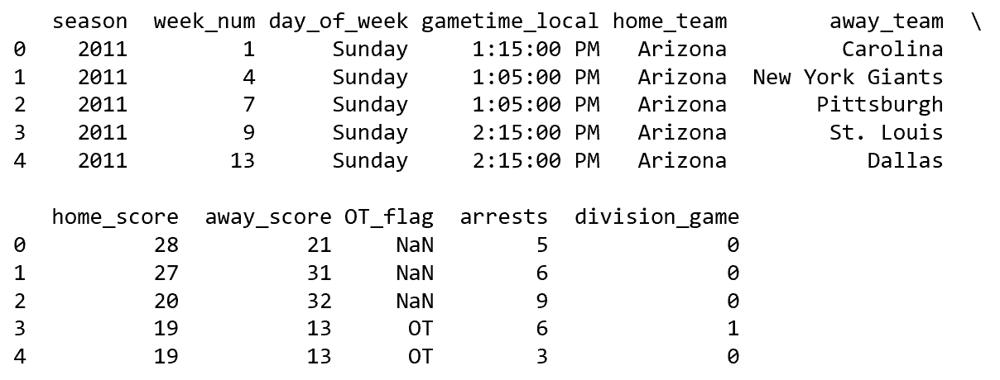 season week_num day_of_week gametime_local home_team away_team \
0 2011 1 Sunday 1:15:00 PM Arizona Carolina
1 2011 4 Sunday 1:05:00 PM Arizona New York Giants
2 2011 7 Sunday 1:05:00 PM Arizona Pittsburgh
3 2011 9 Sunday 2:15:00 PM Arizona St. Louis
4 2011 13 Sunday 2:15:00 PM Arizona Dallas
home_score away_score OT_flag arrests division_game
0 28 21 NaN 5 0
1 27 31 NaN 6 0
2 20 32 NaN 9 0
3 19 13 OT 6 1
4 19 13 OT 3 0